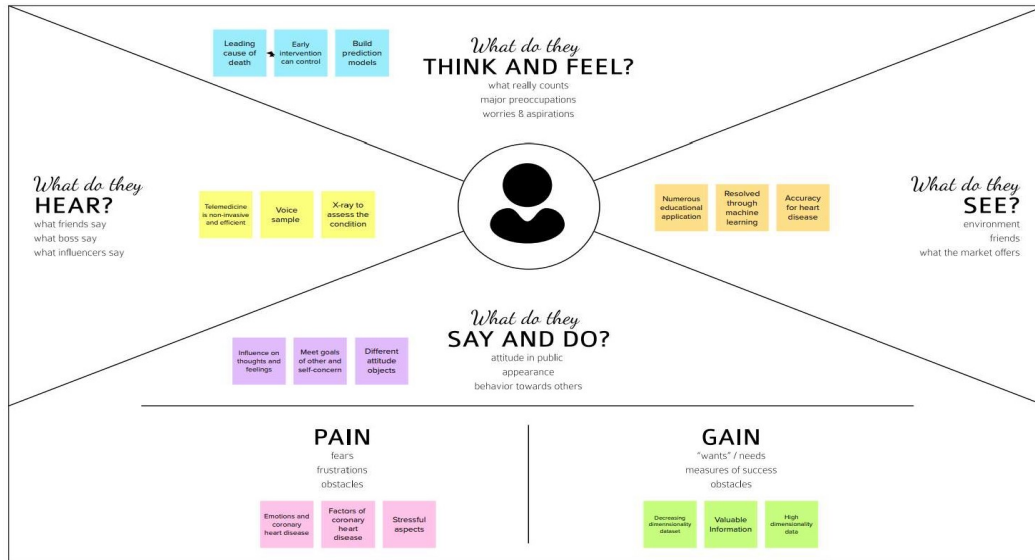 Leading
cause of
death
Early
intervention
can control
Build
prediction
models
What do they
THINK AND FEEL?
what really counts
major preoccupations
worries & aspirations
What do they
HEAR?
what friends say
what boss say
what influencers say
Telemedicine
is non-invasive
and efficient
Voice
sample
X-ray to
assess the
condition
Numerous
educational
application
Resolved
through
machine
learning
Accuracy
for heart
disease
What do they
SEE?
environment
friends
what the market offers
What do they
SAY AND DO?
attitude in public
appearance
behavior towards others
Influence on
thoughts and
feelings
Meet goals
of other and
self-concern
Different
attitude
objects
PAIN
fears
frustrations
obstacles
Emotions and
coronary
heart disease
Factors of
coronary
heart
disease
Stressful
aspects
GAIN
"wants" / needs
measures of success
obstacles
Decreasing
dimennsiuality
dataset
Valuable
Information
High
dimensionality
data